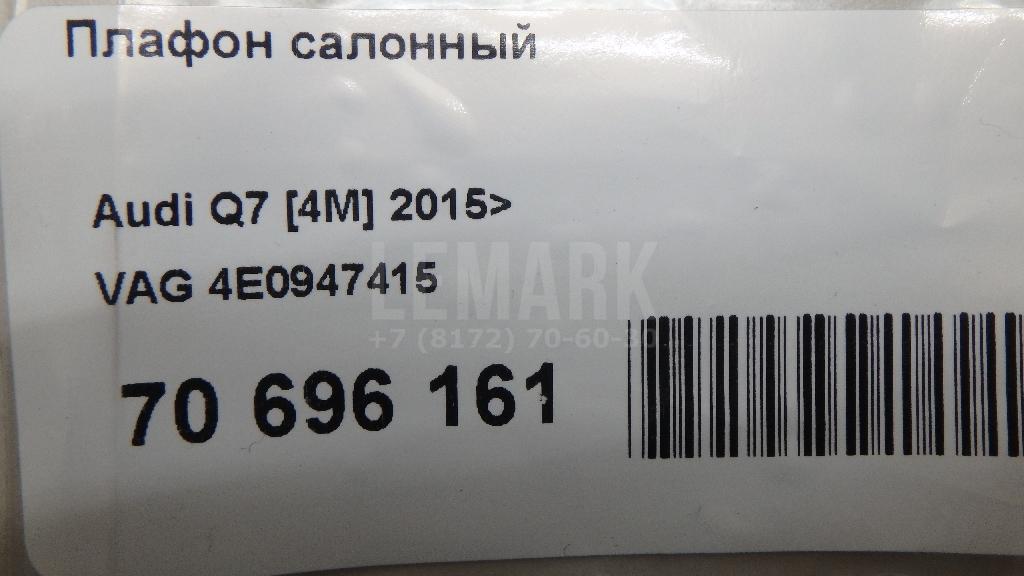 Плафон салонный
Audi Q7 [4M] 2015>
VAG 4E0947415
LEMARK
+7 (8172) 70-60-30
70 696 161